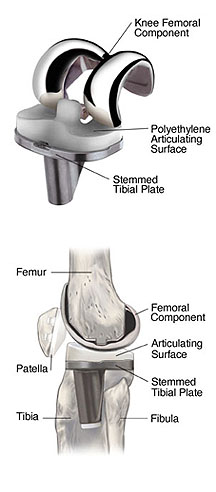 Knee Femoral
Component
Polyethylene
Articulating
Surface
Stemmed
Tibial Plate
Femur
Femoral
Component
Articulating
Surface
Patella
Stemmed
Tibial Plate
Tibia
Fibula